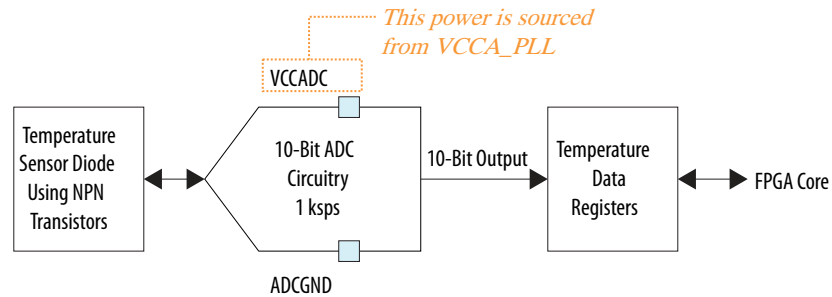 This power is sourced
from VCCA_PLL
VCCADC
Temperature
Sensor Diode
Using NPN
Transistors
10-Bit ADC
Circuitry
1 ksps
10-Bit Output
Temperature
Data
Registers
FPGA Core
ADCGND